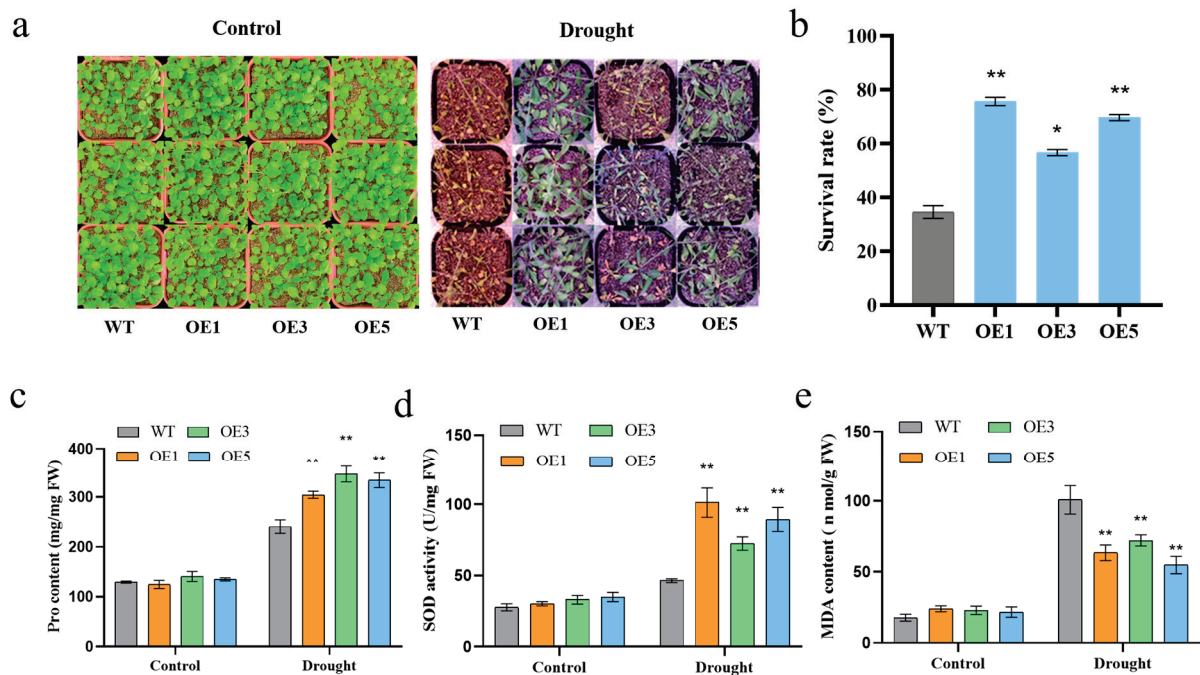 a
Control
Drought
WT OE1 OE3 OE5
WT OE1 OE3 OE5
b
Survival rate (%)
100
80
60
40
20
0
** * **
WT OE1 OE3 OE5
c
Pro content (mg/mg FW)
WT OE3
OE1 OE5
400
300
200
100
0
** **
Control Drought
d
SOD activity (U/mg FW)
WT OE3
OE1 OE5
150
100
50
0
** ** **
Control Drought
e
MDA content ( n mol/g FW)
WT OE3
OE1 OE5
150
100
50
0
** ** **
Control Drought